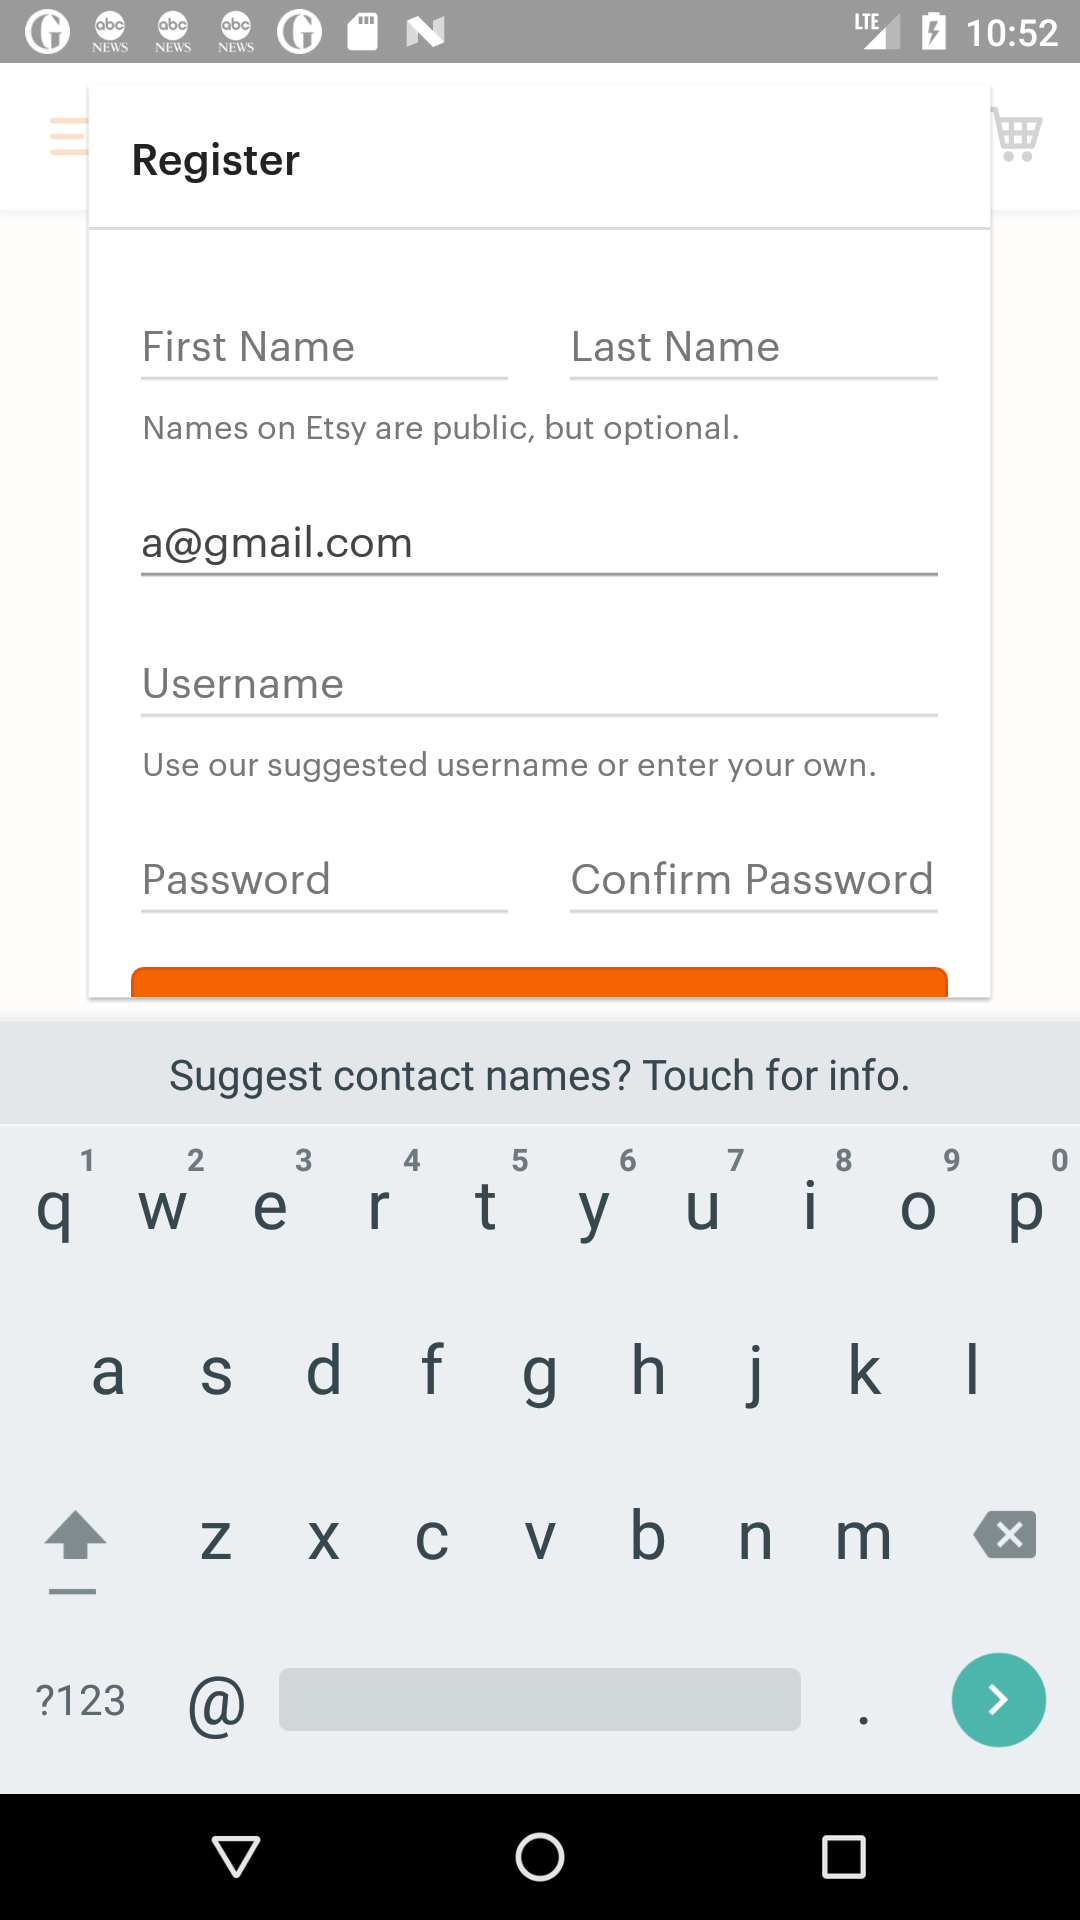 abc NEWS abc NEWS abc NEWS LTE 10:52
Register
First Name Last Name
Names on Etsy are public, but optional.
a@gmail.com
Username
Use our suggested username or enter your own.
Password Confirm Password
Suggest contact names? Touch for info.
1 2 3 4 5 6 7 8 9 0
q w e r t y u i o p
a s d f g h j k l
z x c v b n m
?123 @ .